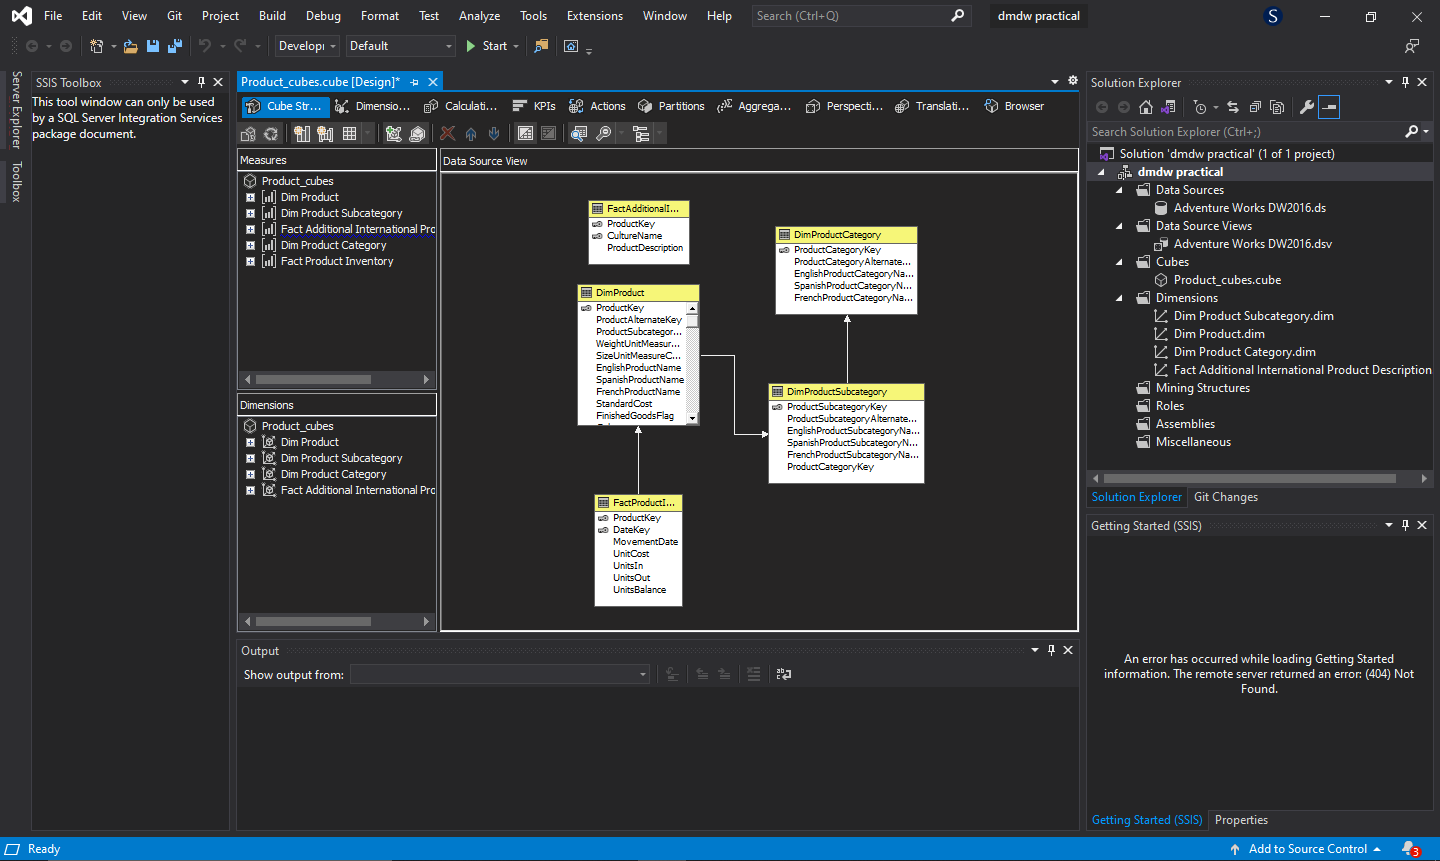 File Edit View Git Project Build Debug Format Test Analyze Tools Extensions Window Help Search (Ctrl+Q) dmdw practical S
Developi Default Start
Server Explorer
Toolbox
SSIS Toolbox
This tool window can only be used
by a SQL Server Integration Services
package document.
Product_cubes.cube [Design]*
Cube Str... Dimensio... Calculati... KPIs Actions Partitions Aggrega... Perspecti... Translati... Browser
Measures
Product_cubes
Dim Product
Dim Product Subcategory
Fact Additional International Prc
Dim Product Category
Fact Product Inventory
Dimensions
Product_cubes
Dim Product
Dim Product Subcategory
Dim Product Category
Fact Additional International Prc
Data Source View
FactAdditionalI...
ProductKey
CultureName
ProductDescription
DimProductCategory
ProductCategoryKey
ProductCategoryAlternate...
EnglishProductCategoryNa...
SpanishProductCategoryN...
FrenchProductCategoryNa...
DimProduct
ProductKey
ProductAlternateKey
ProductSubcategor...
WeightUnitMeasur...
SizeUnitMeasureC...
EnglishProductName
SpanishProductName
FrenchProductName
StandardCost
FinishedGoodsFlag
DimProductSubcategory
ProductSubcategoryKey
ProductSubcategoryAlternate...
EnglishProductSubcategoryNa...
SpanishProductSubcategoryN...
FrenchProductSubcategoryNa...
ProductCategoryKey
FactProductI...
ProductKey
DateKey
MovementDate
UnitCost
UnitsIn
UnitsOut
UnitsBalance
Output
Show output from:
Solution Explorer
Search Solution Explorer (Ctrl+;)
Solution 'dmdw practical' (1 of 1 project)
dmdw practical
Data Sources
Adventure Works DW2016.ds
Data Source Views
Adventure Works DW2016.dsv
Cubes
Product_cubes.cube
Dimensions
Dim Product Subcategory.dim
Dim Product.dim
Dim Product Category.dim
Fact Additional International Product Description
Mining Structures
Roles
Assemblies
Miscellaneous
Solution Explorer Git Changes
Getting Started (SSIS)
An error has occurred while loading Getting Started
information. The remote server returned an error: (404) Not
Found.
Getting Started (SSIS) Properties
Ready Add to Source Control 3